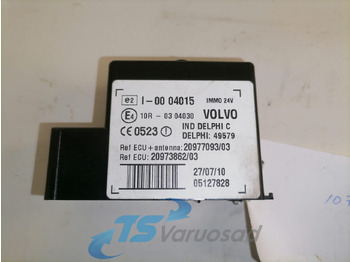 e2 I-00 04015 IMMO 24V
E4 10R - 03 04030 VOLVO
CE 0523 ! IND DELPHI C
DELPHI: 49579
Ref ECU + antenna: 20977093/03
Ref ECU: 20973862/03
27/07/10
05127828
TS Varuosad